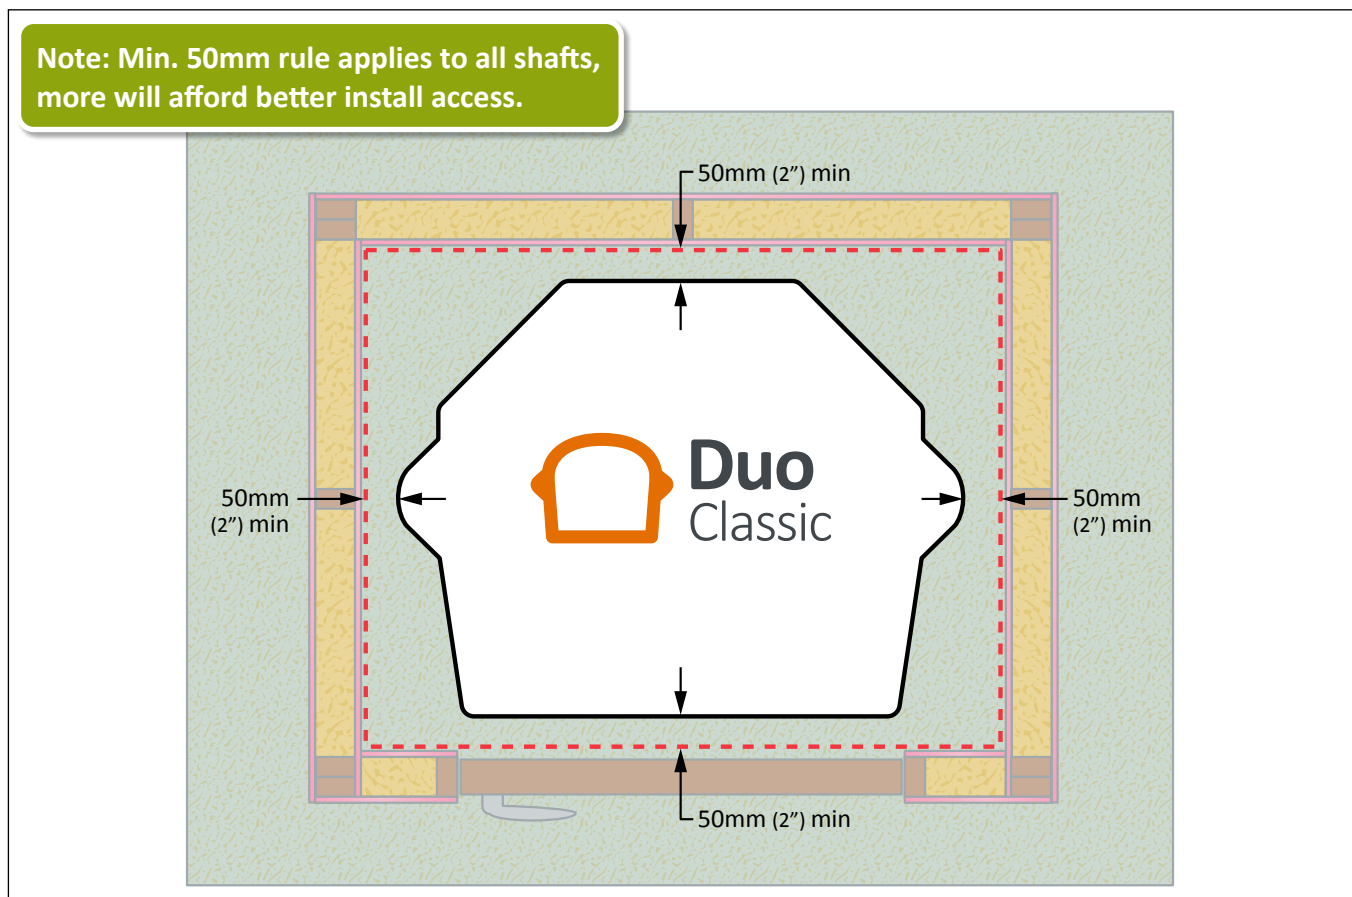 Note: Min. 50mm rule applies to all shafts,
more will afford better install access.
50mm (2”) min
Duo
Classic
50mm
(2”) min
50mm
(2”) min
50mm (2”) min